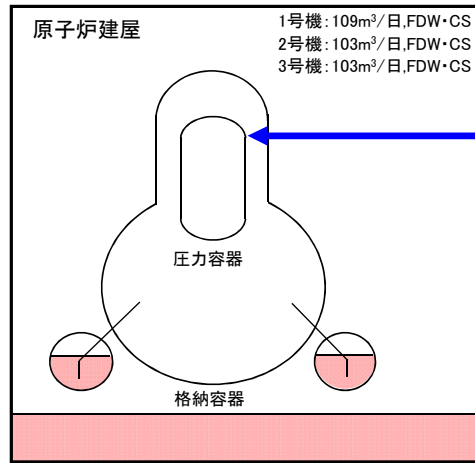 原子炉建屋
1号機:109m³/日,FDW・CS
2号機:103m³/日,FDW・CS
3号機:103m³/日,FDW・CS
圧力容器
格納容器